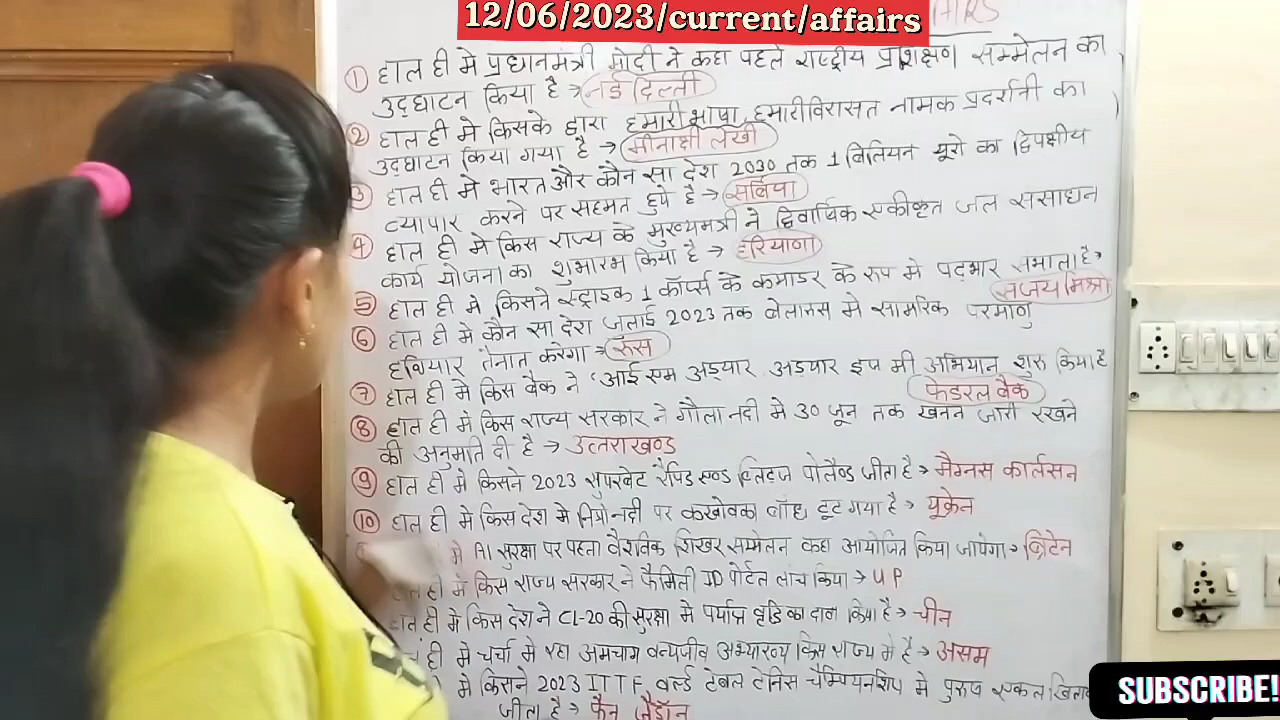 12/06/2023/current/affairs
① हाल ही मे प्रधानमंत्री मोदी ने कहा पहले राष्ट्रीय प्रशिक्षण सम्मेलन का
उद्घाटन किया है → नई दिल्ली
② हाल ही मे किसके द्वारा हमारी भाषा, हमारी विरासत नामक प्रदर्शनी का
उद्घाटन किया गया है → मीनाक्षी लेखी
③ हाल ही मे भारत और कौन सा देश 2030 तक 1 बिलियन यूरो का द्विपक्षीय
व्यापार करने पर सहमत हुये है → सर्बिया
④ हाल ही मे किस राज्य के मुख्यमंत्री ने द्विवार्षिक एकीकृत जल संसाधन
कार्य योजना का शुभारंभ किया है → हरियाणा
⑤ हाल ही मे किसने स्ट्राइक 1 कॉर्प्स के कमांडर के रूप मे पदभार सभाला है →
संजय मिश्रा
⑥ हाल ही मे कौन सा देश जुलाई 2023 तक बेलारूस मे सामरिक परमाणु
हथियार तैनात करेगा → रूस
⑦ हाल ही मे किस बैंक ने 'आई एम अड्यार अड्यार इज मी अभियान शुरू किया है
फेडरल बैंक
⑧ हाल ही मे किस राज्य सरकार ने गौला नदी मे 30 जून तक खनन जारी रखने
की अनुमति दी है → उत्तराखण्ड
⑨ हाल ही मे किसने 2023 सुपरबेट रैपिड एण्ड ब्लिट्ज पोलैण्ड जीता है → मैग्नस कार्लसन
⑩ हाल ही मे किस देश मे निप्रो नदी पर कखोवका बाँध टूट गया है → यूक्रेन
मे AI सुरक्षा पर पहला वैश्विक शिखर सम्मेलन कहा आयोजित किया जायेगा → ब्रिटेन
हाल ही मे किस राज्य सरकार ने फैमिली ID पोर्टल लांच किया → UP
हाल ही मे किस देश ने CL-20 की सुरक्षा मे पर्याप्त वृद्धि का दावा किया है → चीन
ही मे चर्चा मे रहा अमचांग वन्यजीव अभ्यारण्य किस राज्य मे है → असम
मे किसने 2023 ITTF वर्ल्ड टेबल टेनिस चैम्पियनशिप मे पुरुष एकल खिताब
जीता है → फैन जेंडॉन
SUBSCRIBE!